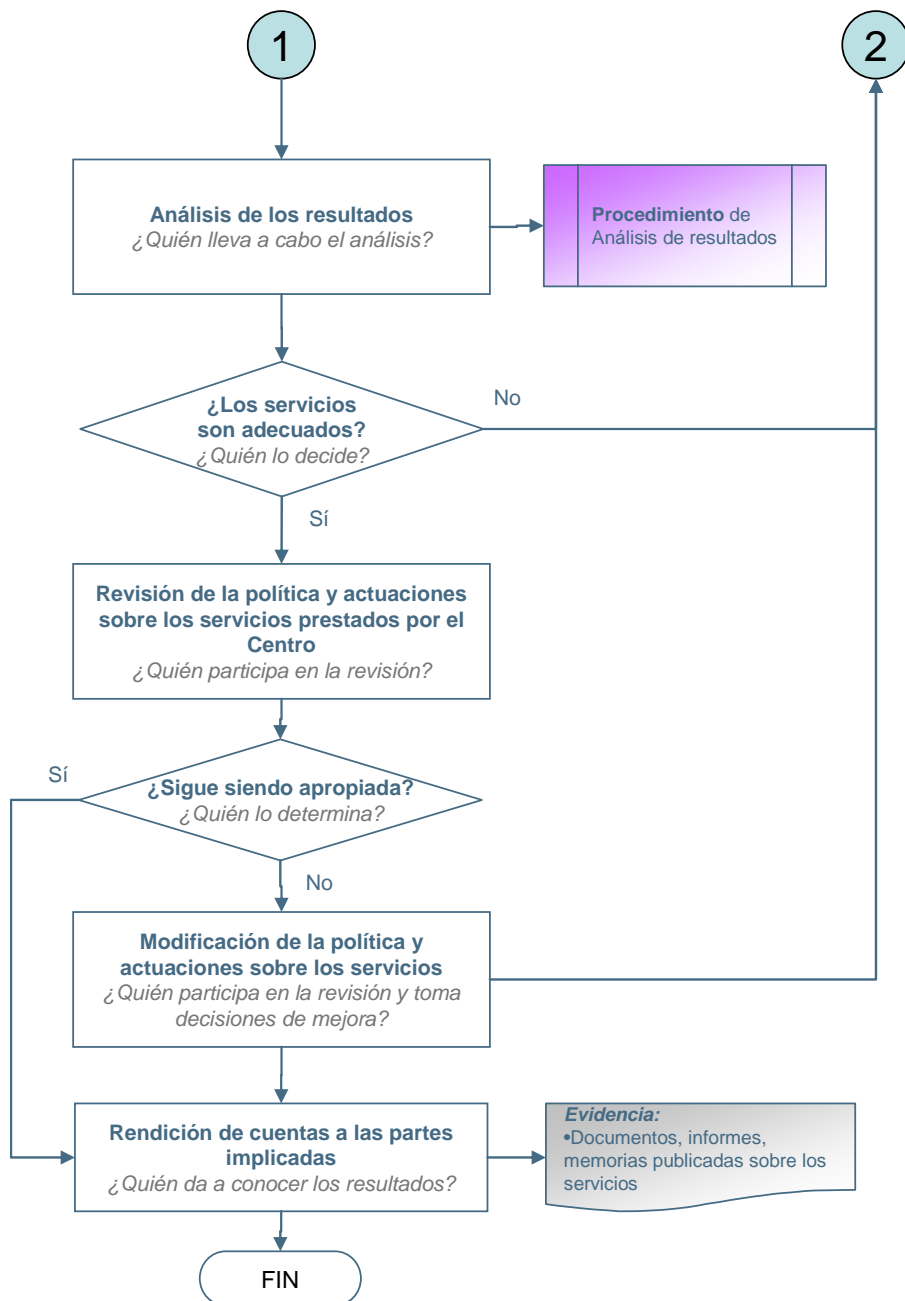 1
2
Análisis de los resultados
¿Quién lleva a cabo el análisis?
Procedimiento de
Análisis de resultados
¿Los servicios
son adecuados?
¿Quién lo decide?
No
Sí
Revisión de la política y actuaciones
sobre los servicios prestados por el
Centro
¿Quién participa en la revisión?
Sí
¿Sigue siendo apropiada?
¿Quién lo determina?
No
Modificación de la política y
actuaciones sobre los servicios
¿Quién participa en la revisión y toma
decisiones de mejora?
Rendición de cuentas a las partes
implicadas
¿Quién da a conocer los resultados?
Evidencia:
•Documentos, informes,
memorias publicadas sobre los
servicios
FIN